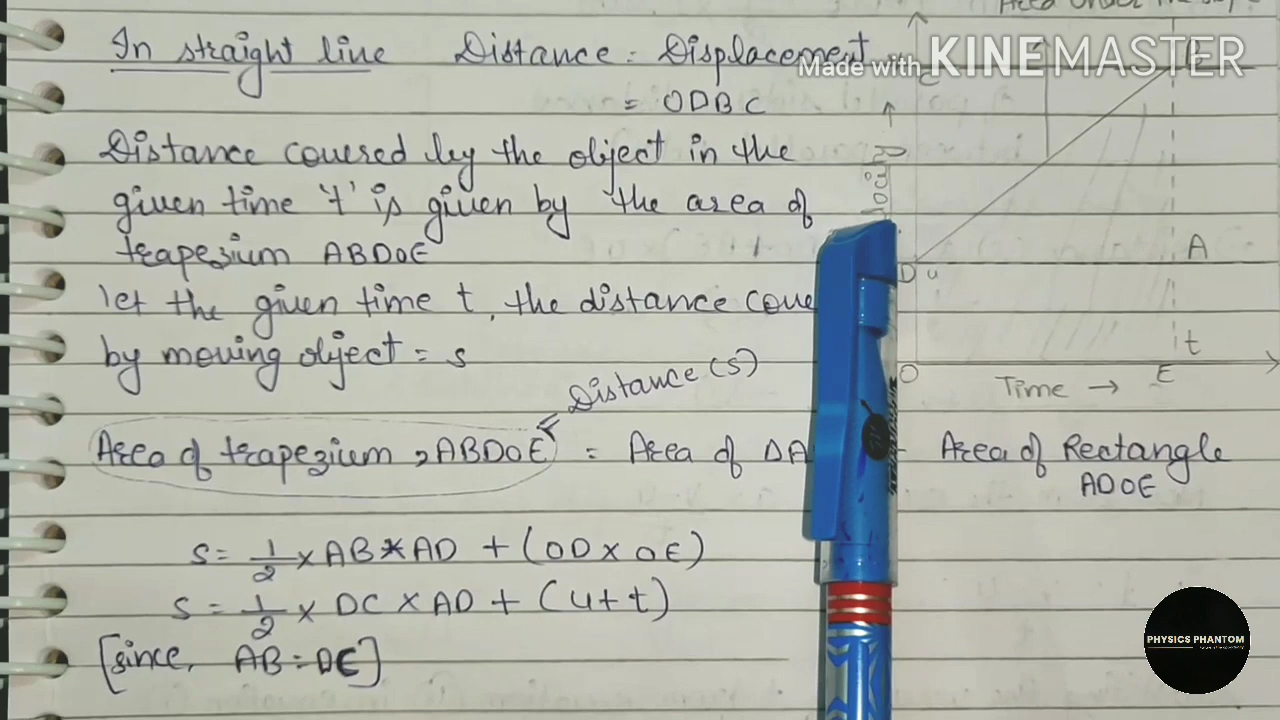 In straight line Distance = Displacement
= ODBC
Distance covered by the object in the
given time 't' is given by the area of
trapezium ABDOE
let the given time t, the distance cove
by moving object = s
Distance (s)
Area of trapezium, ABDOE = Area of ΔA
Area of Rectangle
ADOE
s = 1/2 × AB × AD + (OD × OE)
s = 1/2 × DC × AD + (u+t)
[since, AB = DC]
Made with KINEMASTER
B
C
D u
A
t
O
Time →
E
PHYSICS PHANTOM